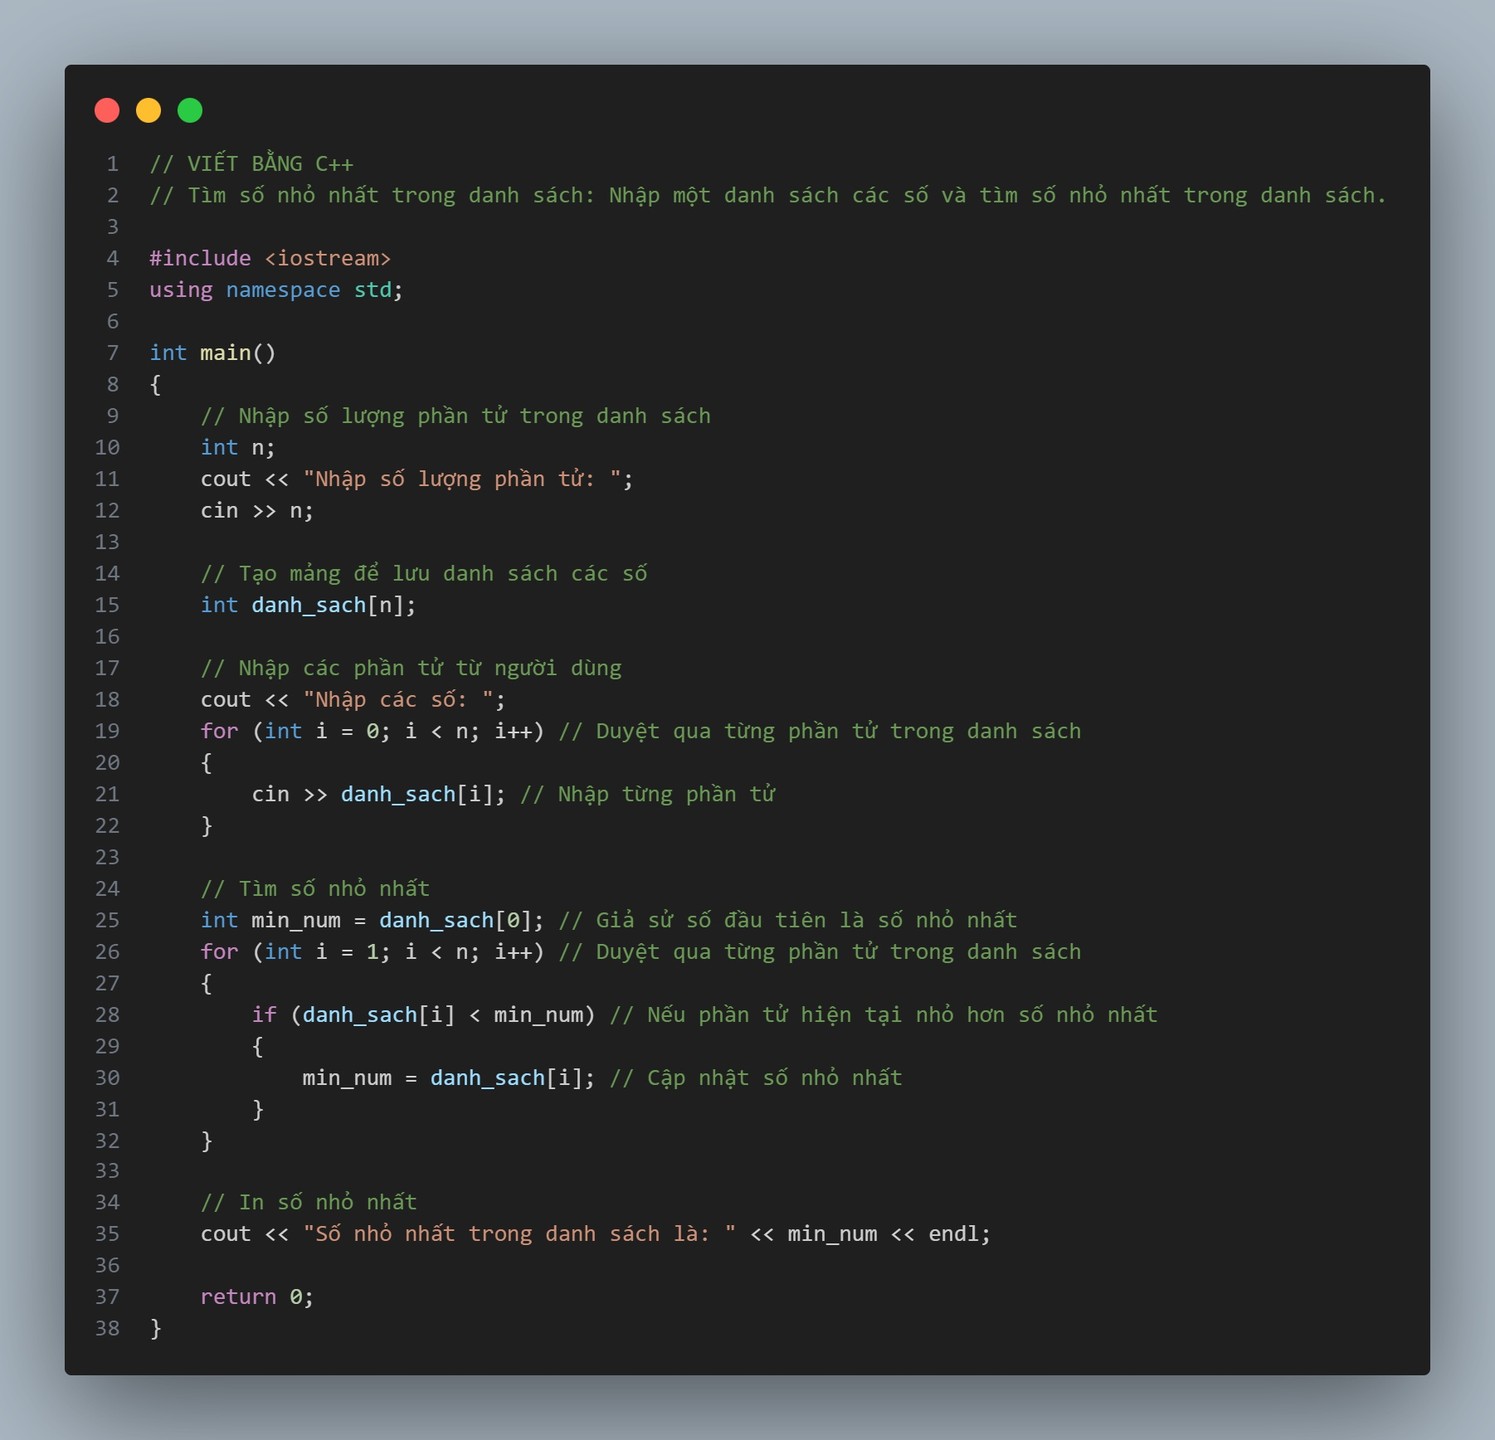 1 // VIẾT BẰNG C++
2 // Tìm số nhỏ nhất trong danh sách: Nhập một danh sách các số và tìm số nhỏ nhất trong danh sách.
3
4 #include <iostream>
5 using namespace std;
6
7 int main()
8 {
9     // Nhập số lượng phần tử trong danh sách
10     int n;
11     cout << "Nhập số lượng phần tử: ";
12     cin >> n;
13
14     // Tạo mảng để lưu danh sách các số
15     int danh_sach[n];
16
17     // Nhập các phần tử từ người dùng
18     cout << "Nhập các số: ";
19     for (int i = 0; i < n; i++) // Duyệt qua từng phần tử trong danh sách
20     {
21         cin >> danh_sach[i]; // Nhập từng phần tử
22     }
23
24     // Tìm số nhỏ nhất
25     int min_num = danh_sach[0]; // Giả sử số đầu tiên là số nhỏ nhất
26     for (int i = 1; i < n; i++) // Duyệt qua từng phần tử trong danh sách
27     {
28         if (danh_sach[i] < min_num) // Nếu phần tử hiện tại nhỏ hơn số nhỏ nhất
29         {
30             min_num = danh_sach[i]; // Cập nhật số nhỏ nhất
31         }
32     }
33
34     // In số nhỏ nhất
35     cout << "Số nhỏ nhất trong danh sách là: " << min_num << endl;
36
37     return 0;
38 }